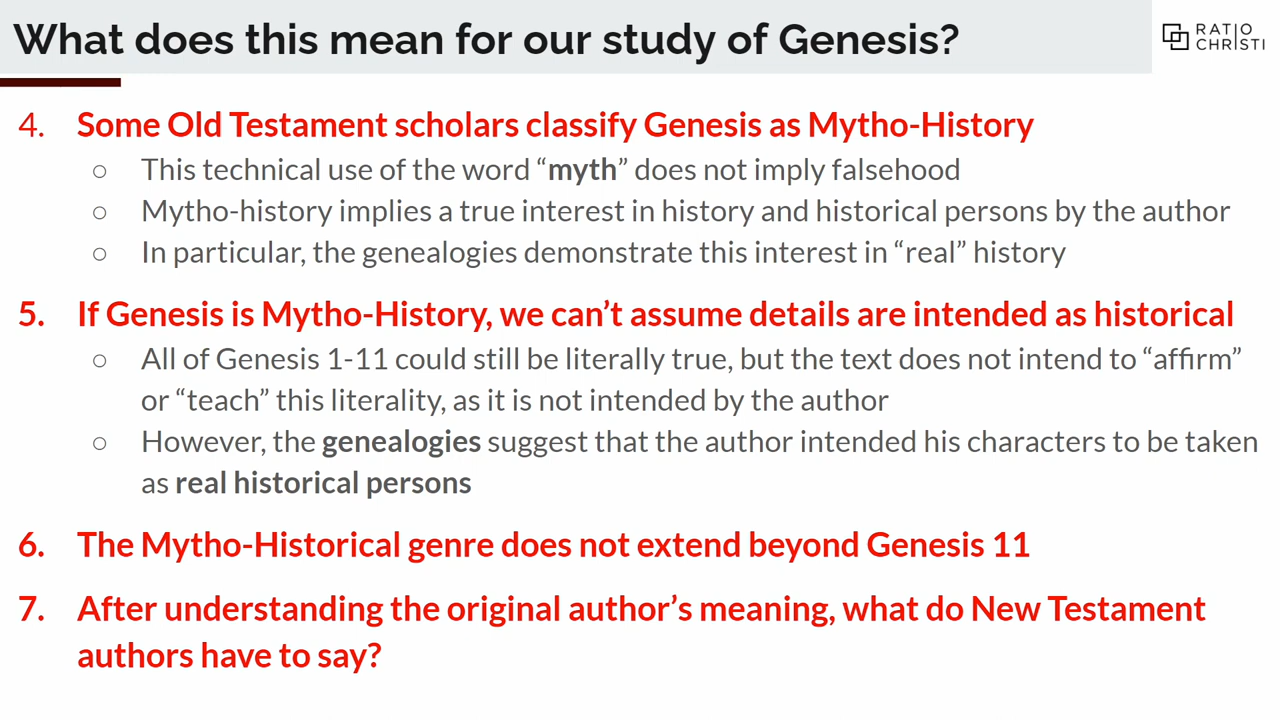 What does this mean for our study of Genesis?
RATIO
CHRISTI
4. Some Old Testament scholars classify Genesis as Mytho-History
○ This technical use of the word “myth” does not imply falsehood
○ Mytho-history implies a true interest in history and historical persons by the author
○ In particular, the genealogies demonstrate this interest in “real” history
5. If Genesis is Mytho-History, we can’t assume details are intended as historical
○ All of Genesis 1-11 could still be literally true, but the text does not intend to “affirm”
or “teach” this literality, as it is not intended by the author
○ However, the genealogies suggest that the author intended his characters to be taken
as real historical persons
6. The Mytho-Historical genre does not extend beyond Genesis 11
7. After understanding the original author’s meaning, what do New Testament
authors have to say?